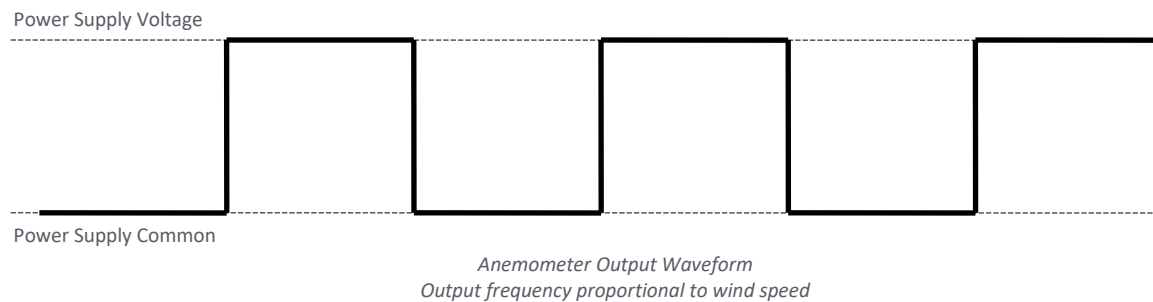 Power Supply Voltage
Power Supply Common
Anemometer Output Waveform
Output frequency proportional to wind speed